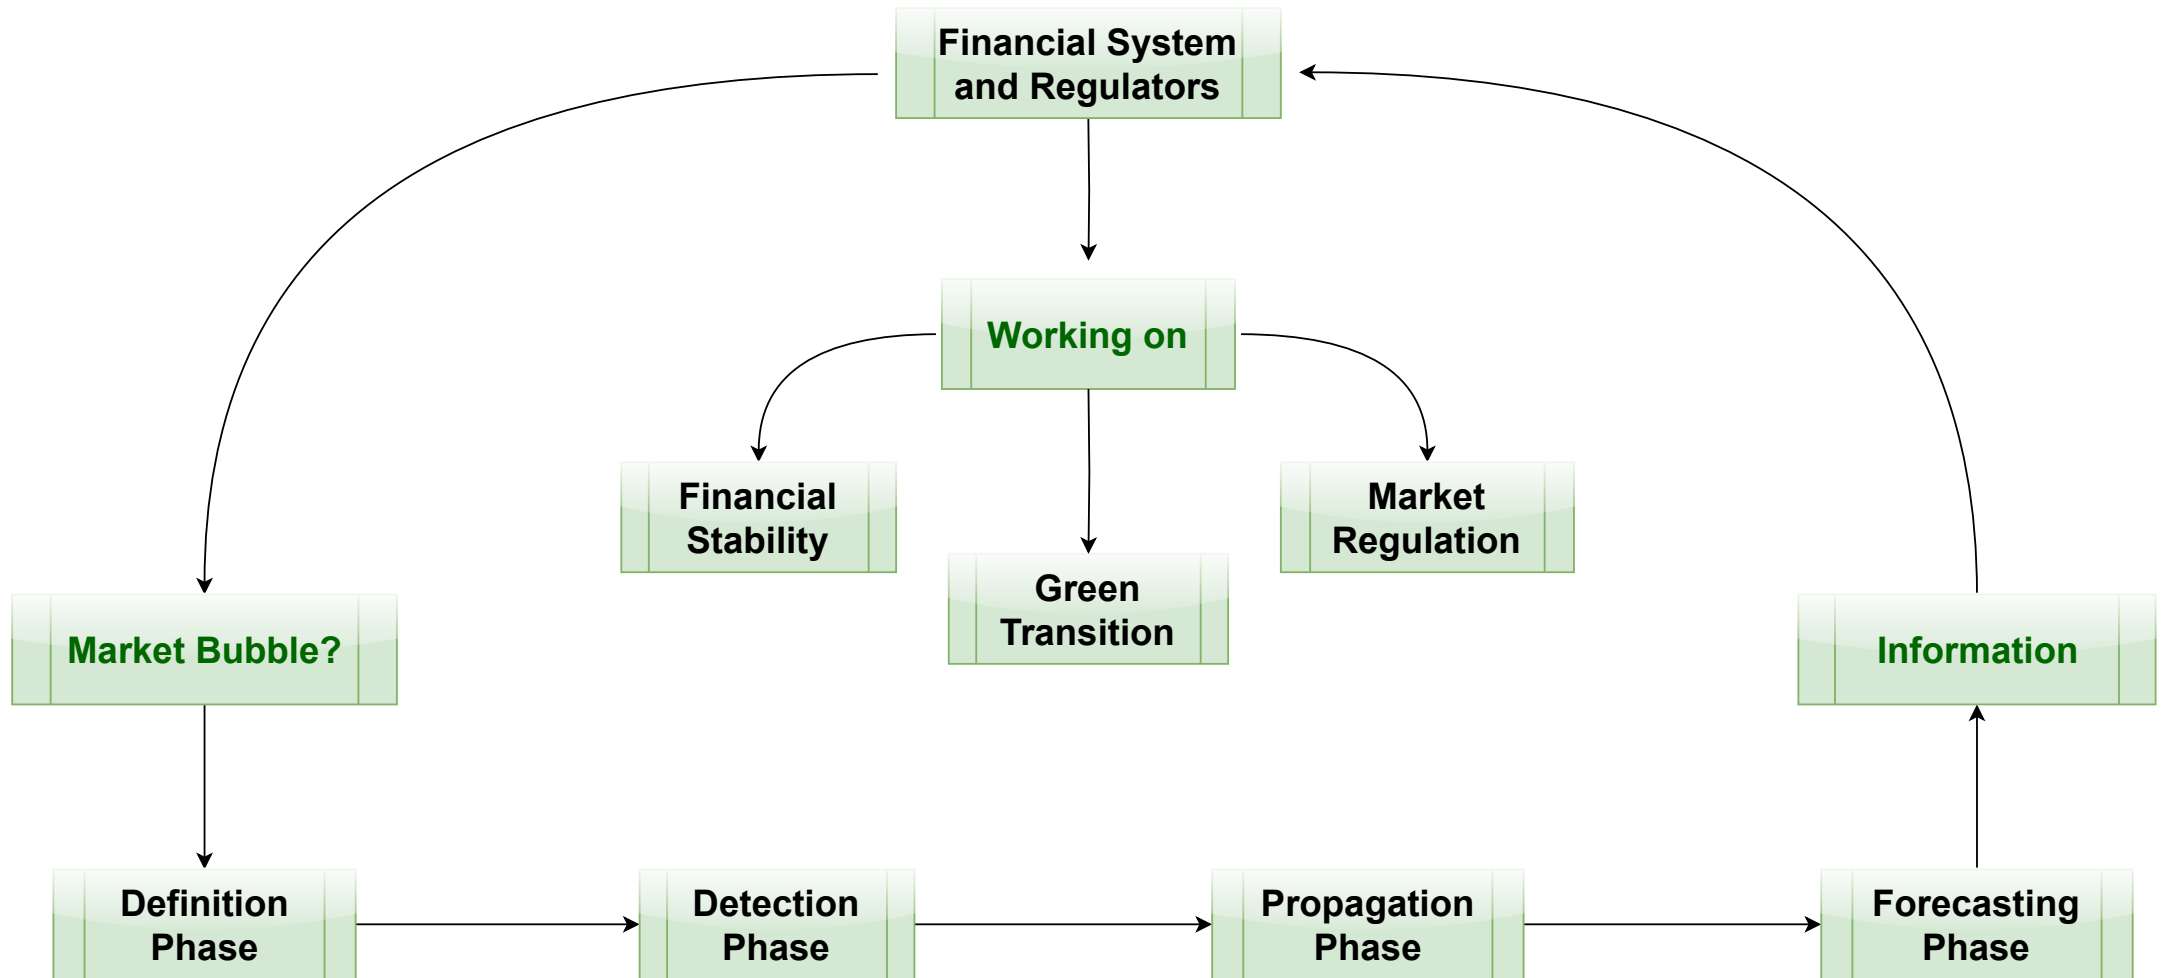 Financial System
and Regulators
Working on
Financial
Stability
Market
Regulation
Green
Transition
Market Bubble?
Information
Definition
Phase
Detection
Phase
Propagation
Phase
Forecasting
Phase